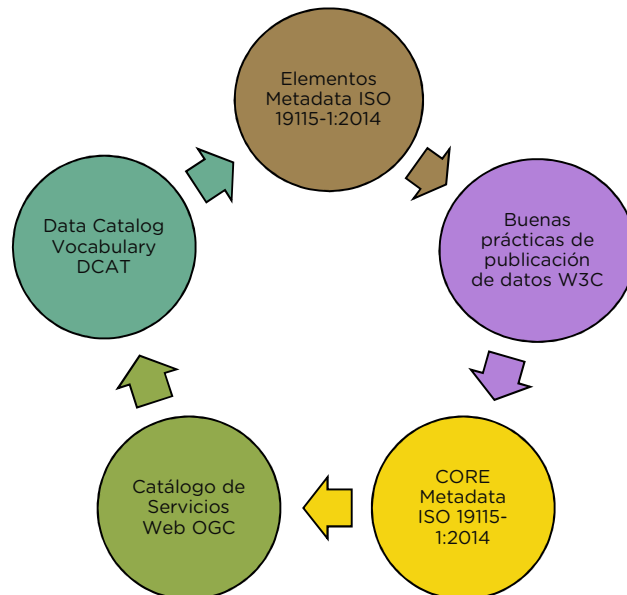 Elementos
Metadata ISO
19115-1:2014
Buenas
prácticas de
publicación
de datos W3C
CORE
Metadata
ISO 19115-
1:2014
Catálogo de
Servicios
Web OGC
Data Catalog
Vocabulary
DCAT